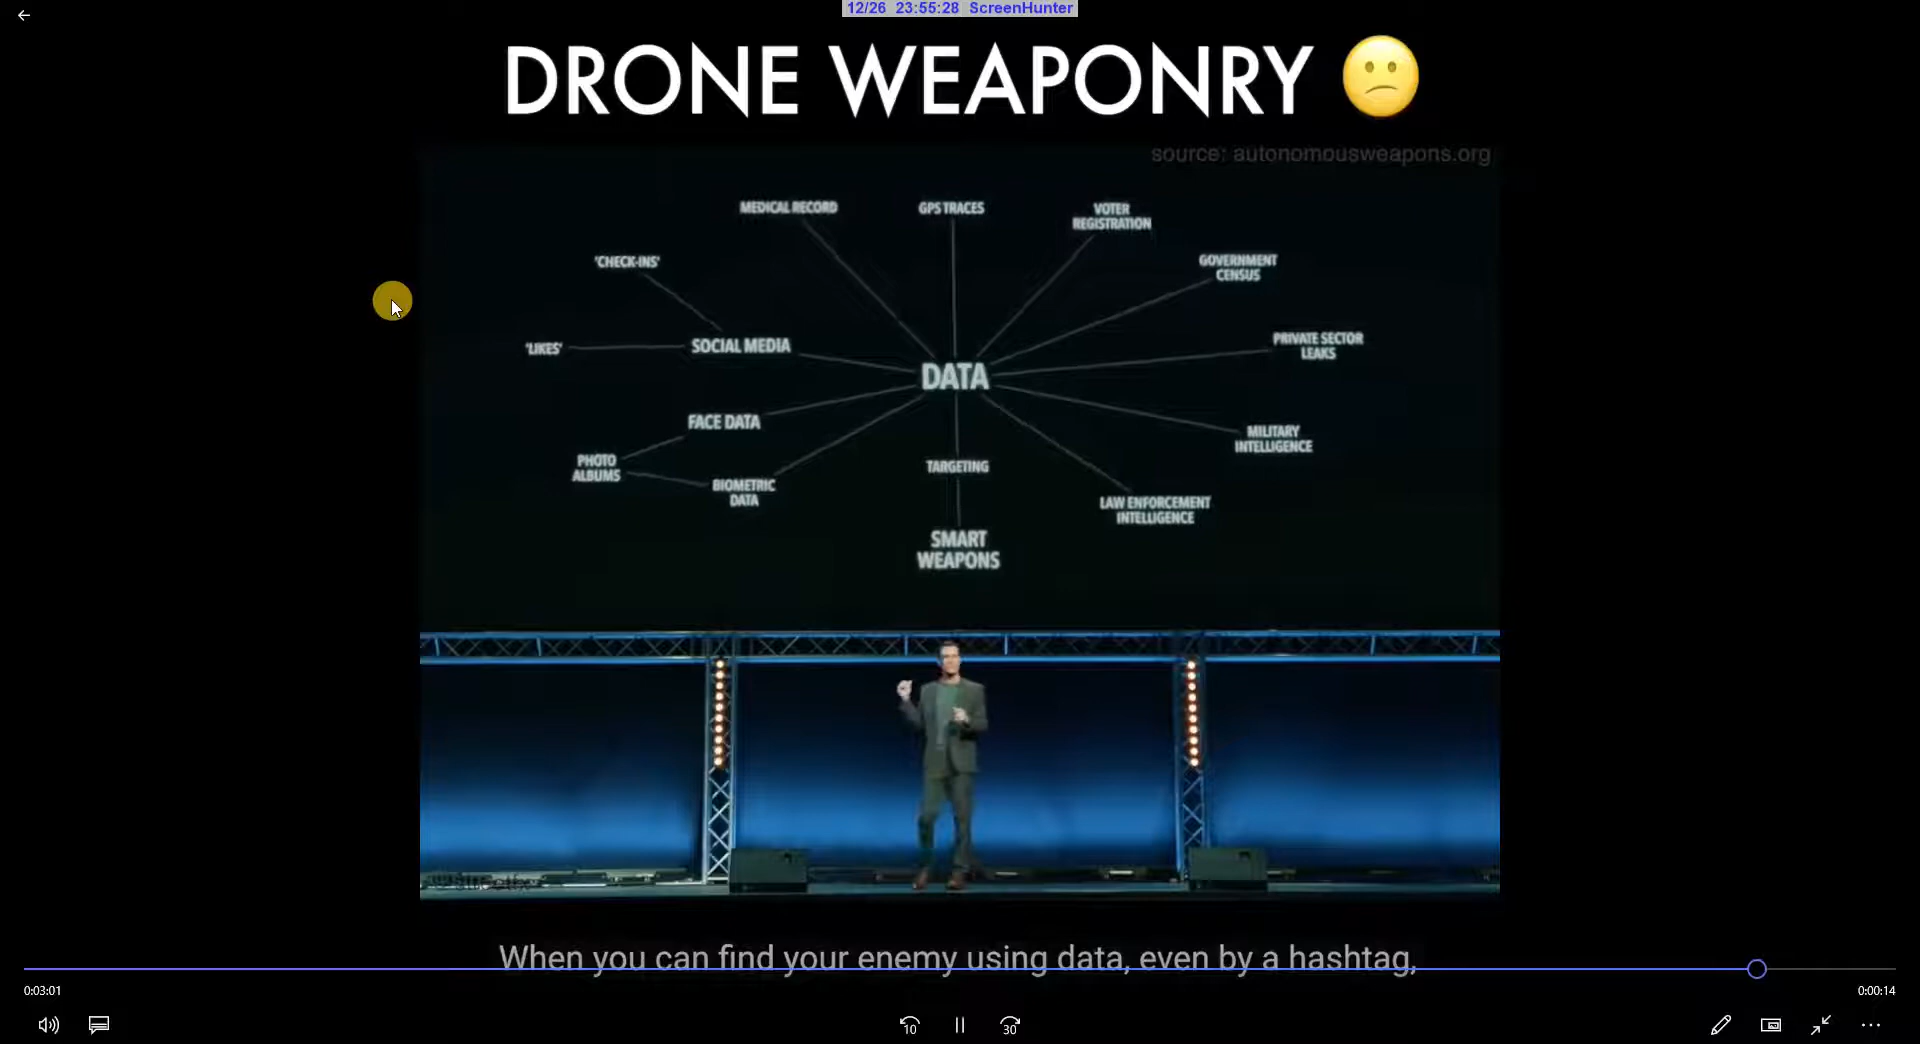 12/26 23:55:28 ScreenHunter
DRONE WEAPONRY
source: autonomousweapons.org
MEDICAL RECORD
GPS TRACES
VOTER
REGISTRATION
'CHECK-INS'
GOVERNMENT
CENSUS
'LIKES'
SOCIAL MEDIA
PRIVATE SECTOR
LEAKS
DATA
FACE DATA
MILITARY
INTELLIGENCE
PHOTO
ALBUMS
BIOMETRIC
DATA
TARGETING
LAW ENFORCEMENT
INTELLIGENCE
SMART
WEAPONS
When you can find your enemy using data, even by a hashtag,
0:03:01
0:00:14
10
30